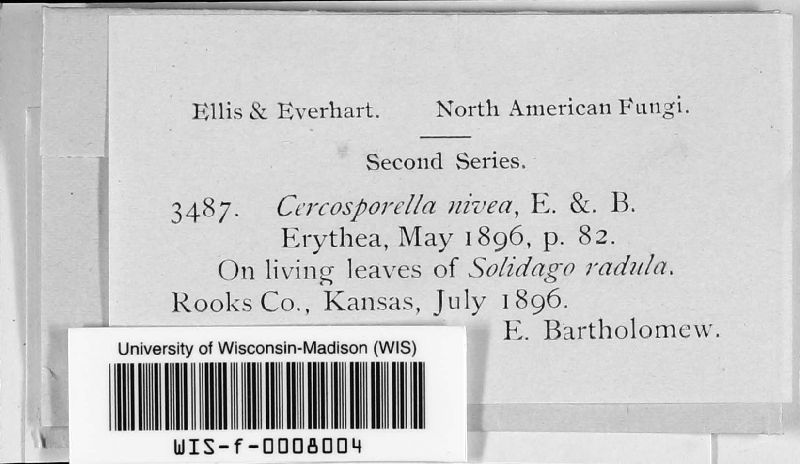 Ellis & Everhart. North American Fungi.
Second Series.
3487. Cercosporella nivea, E. &. B.
Erythea, May 1896, p. 82.
On living leaves of Solidago radula.
Rooks Co., Kansas, July 1896.
E. Bartholomew.
University of Wisconsin-Madison (WIS)
WIS-f-0008004